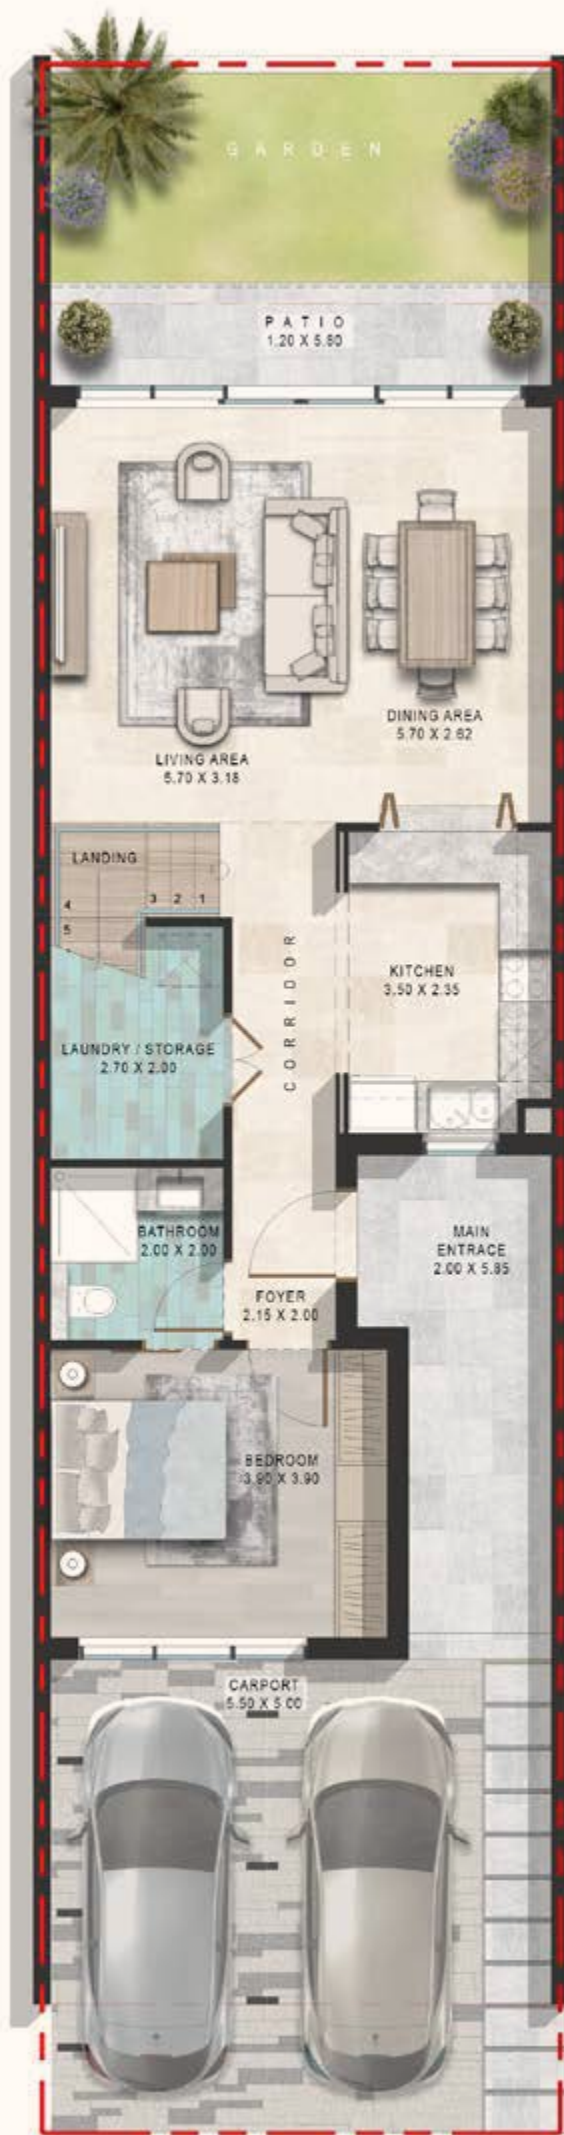 GARDEN
PATIO
1.20 X 5.80
DINING AREA
5.70 X 2.62
LIVING AREA
5.70 X 3.18
LANDING
3 2 1
4
5
CORRIDOR
KITCHEN
3.50 X 2.35
LAUNDRY / STORAGE
2.70 X 2.00
BATHROOM
2.00 X 2.00
MAIN
ENTRACE
2.00 X 5.85
FOYER
2.15 X 2.00
BEDROOM
3.90 X 3.90
CARPORT
5.50 X 5.00